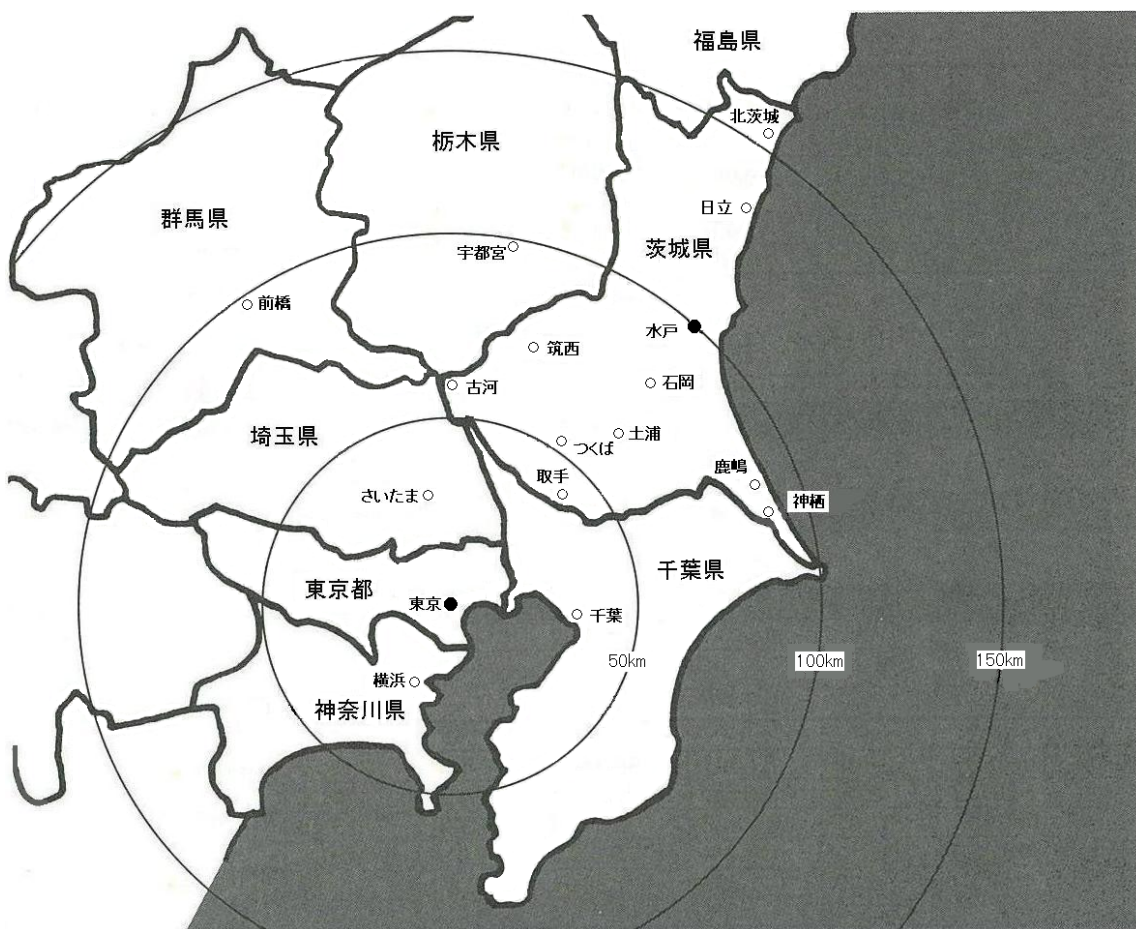 福島県
北茨城
栃木県
日立
群馬県
茨城県
宇都宮
前橋
水戸
筑西
古河
石岡
埼玉県
土浦
つくば
取手
鹿嶋
さいたま
神栖
千葉県
東京都
東京
千葉
50km
100km
150km
横浜
神奈川県